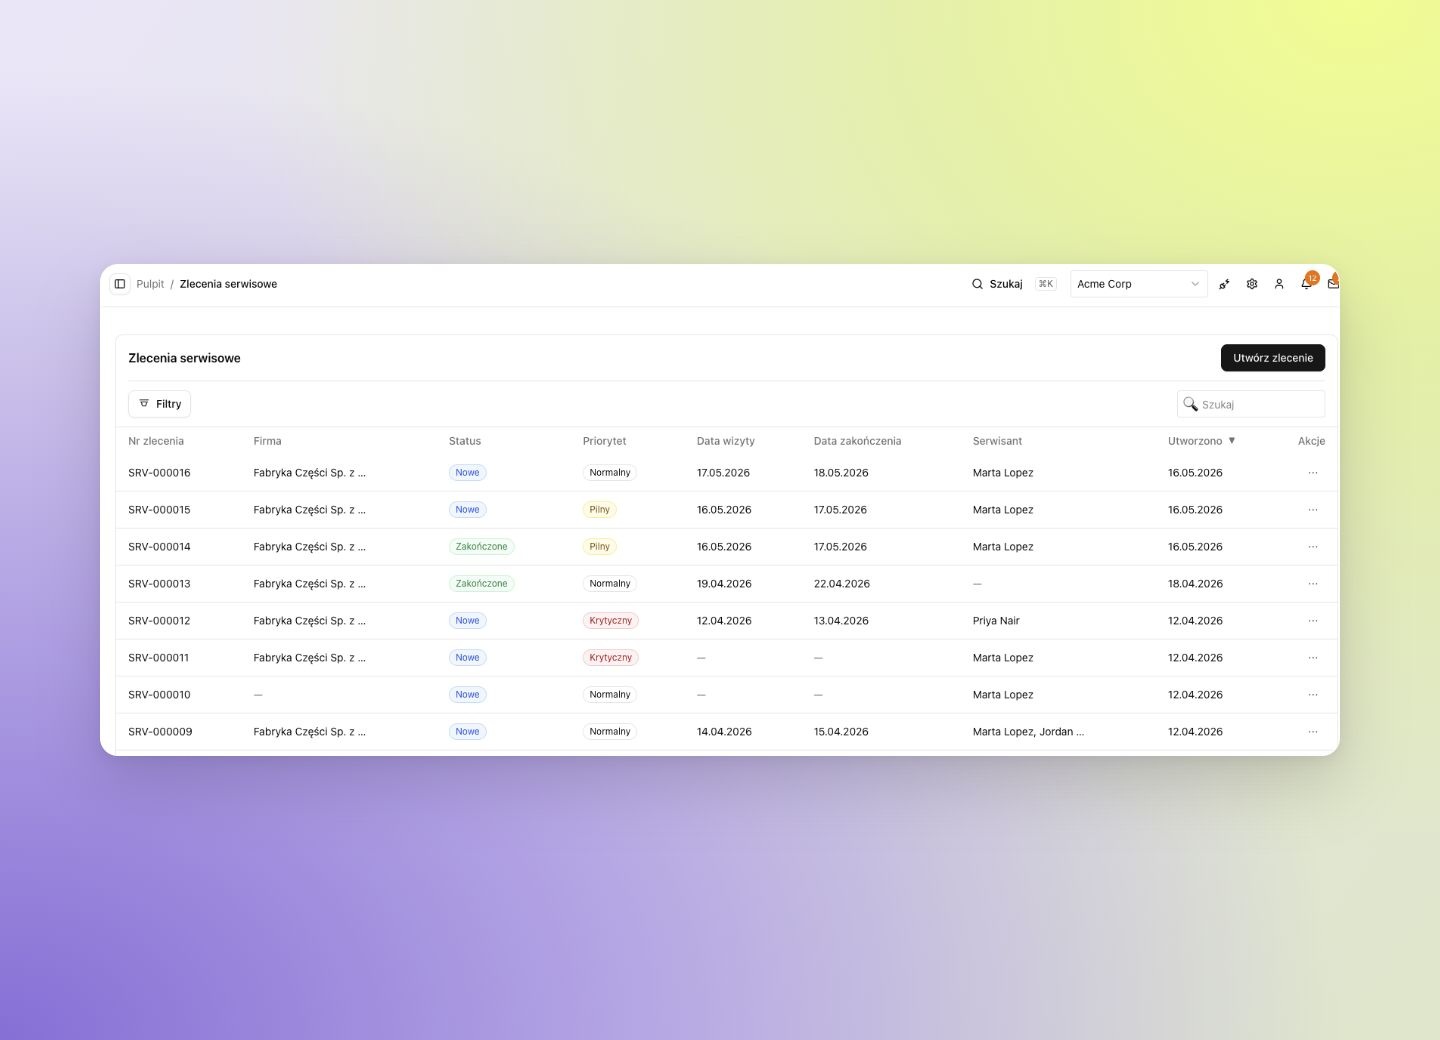 Pulpit / Zlecenia serwisowe Szukaj ⌘K Acme Corp 12
Zlecenia serwisowe Utwórz zlecenie
Filtry Szukaj
Nr zlecenia Firma Status Priorytet Data wizyty Data zakończenia Serwisant Utworzono ▼ Akcje
SRV-000016 Fabryka Części Sp. z ... Nowe Normalny 17.05.2026 18.05.2026 Marta Lopez 16.05.2026 ...
SRV-000015 Fabryka Części Sp. z ... Nowe Pilny 16.05.2026 17.05.2026 Marta Lopez 16.05.2026 ...
SRV-000014 Fabryka Części Sp. z ... Zakończone Pilny 16.05.2026 17.05.2026 Marta Lopez 16.05.2026 ...
SRV-000013 Fabryka Części Sp. z ... Zakończone Normalny 19.04.2026 22.04.2026 — 18.04.2026 ...
SRV-000012 Fabryka Części Sp. z ... Nowe Krytyczny 12.04.2026 13.04.2026 Priya Nair 12.04.2026 ...
SRV-000011 Fabryka Części Sp. z ... Nowe Krytyczny — — Marta Lopez 12.04.2026 ...
SRV-000010 — Nowe Normalny — — Marta Lopez 12.04.2026 ...
SRV-000009 Fabryka Części Sp. z ... Nowe Normalny 14.04.2026 15.04.2026 Marta Lopez, Jordan ... 12.04.2026 ...